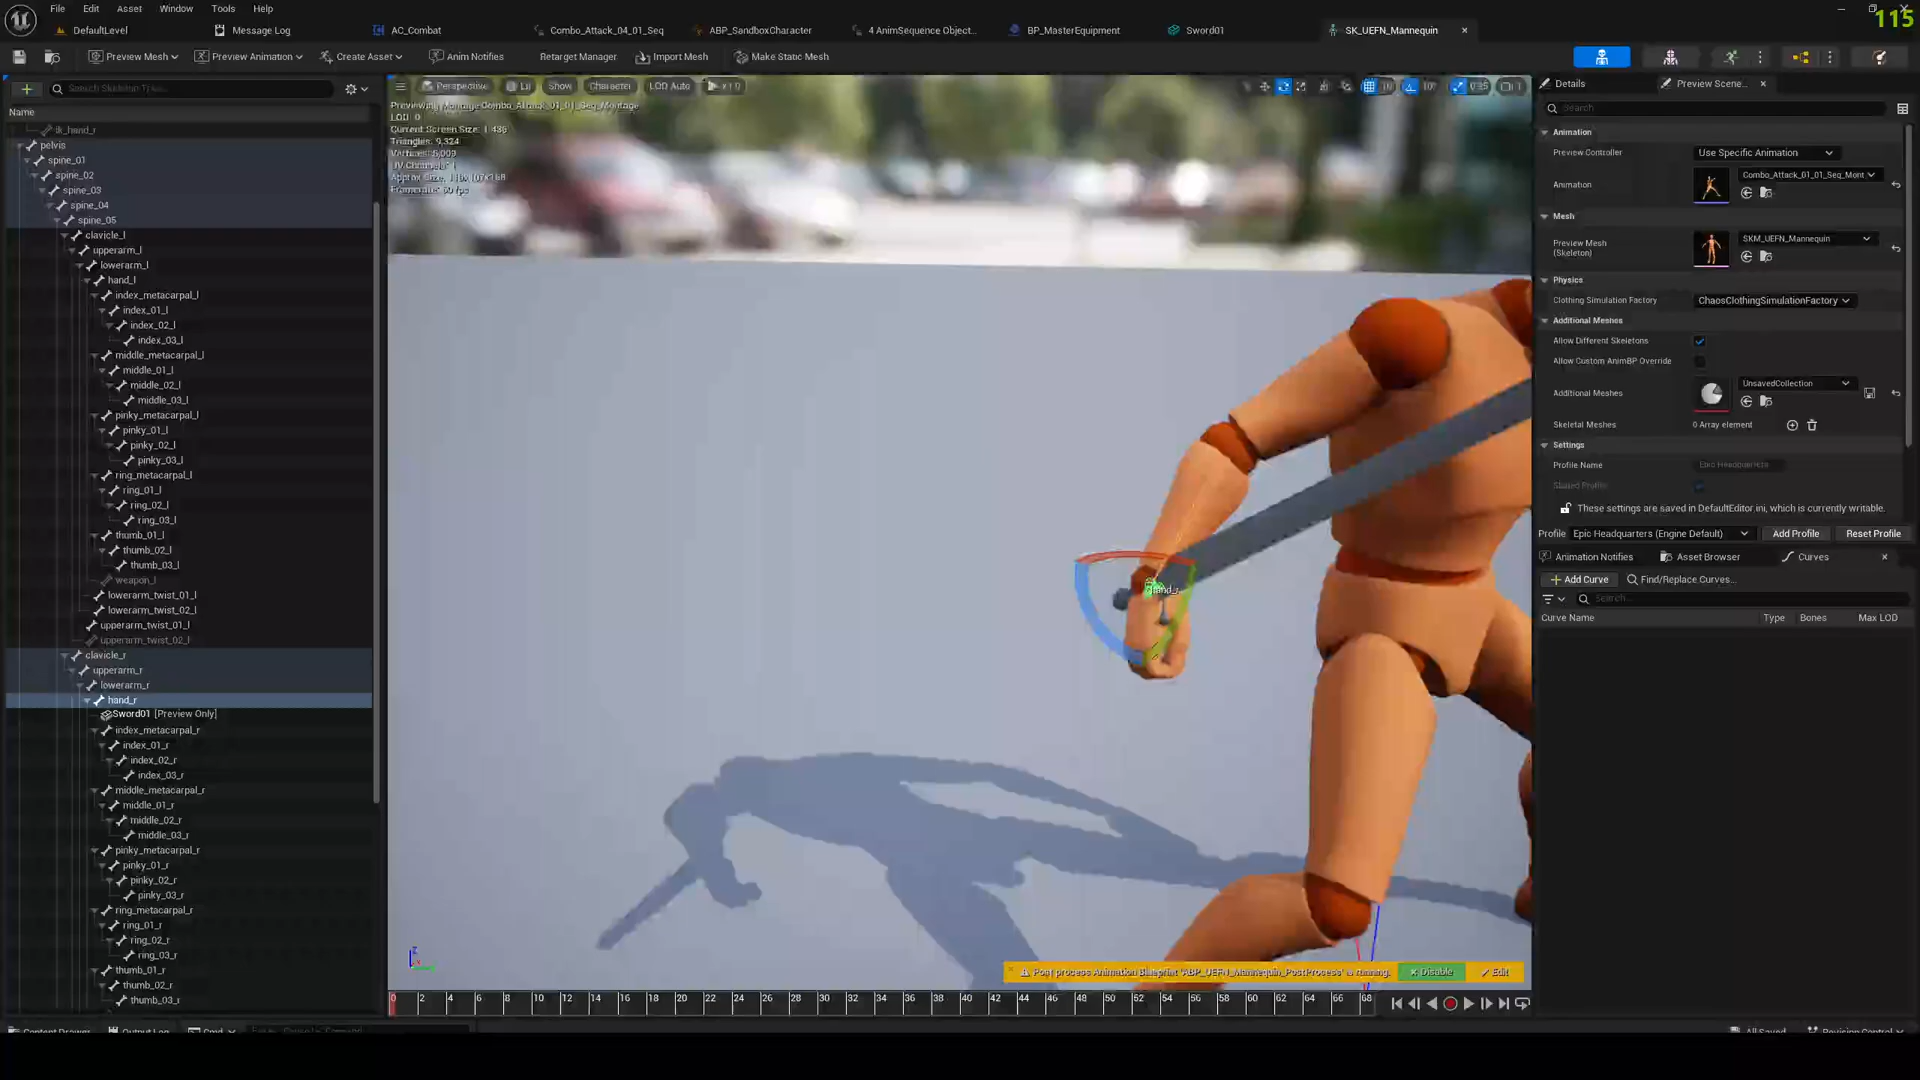 File Edit Asset Window Tools Help
115
DefaultLevel Message Log AC_Combat Combo_Attack_04_01_Seq ABP_SandboxCharacter 4 AnimSequence Object... BP_MasterEquipment Sword01 SK_UEFN_Mannequin
Preview Mesh Preview Animation Create Asset Anim Notifies Retarget Manager Import Mesh Make Static Mesh
Search Skeleton Tree...
Name
ik_hand_r
pelvis
spine_01
spine_02
spine_03
spine_04
spine_05
clavicle_l
upperarm_l
lowerarm_l
hand_l
index_metacarpal_l
index_01_l
index_02_l
index_03_l
middle_metacarpal_l
middle_01_l
middle_02_l
middle_03_l
pinky_metacarpal_l
pinky_01_l
pinky_02_l
pinky_03_l
ring_metacarpal_l
ring_01_l
ring_02_l
ring_03_l
thumb_01_l
thumb_02_l
thumb_03_l
weapon_l
lowerarm_twist_01_l
lowerarm_twist_02_l
upperarm_twist_01_l
upperarm_twist_02_l
clavicle_r
upperarm_r
lowerarm_r
hand_r
Sword01 [Preview Only]
index_metacarpal_r
index_01_r
index_02_r
index_03_r
middle_metacarpal_r
middle_01_r
middle_02_r
middle_03_r
pinky_metacarpal_r
pinky_01_r
pinky_02_r
pinky_03_r
ring_metacarpal_r
ring_01_r
ring_02_r
ring_03_r
thumb_01_r
thumb_02_r
thumb_03_r
Perspective Lit Show Character LOD Auto x1.0
Previewing Montage Combo_Attack_01_01_Seq_Montage
LOD: 0
Current Screen Size: 1.436
Triangles: 9,324
hand_r
Post process Animation Blueprint 'ABP_UEFN_Mannequin_PostProcess' is running. Disable Edit
0 2 4 6 8 10 12 14 16 18 20 22 24 26 28 30 32 34 36 38 40 42 44 46 48 50 52 54 56 58 60 62 64 66 68
Details Preview Scene...
Search
Animation
Preview Controller Use Specific Animation
Animation Combo_Attack_01_01_Seq_Mont
Mesh
Preview Mesh SKM_UEFN_Mannequin
(Skeleton)
Physics
Clothing Simulation Factory ChaosClothingSimulationFactory
Additional Meshes
Allow Different Skeletons
Allow Custom AnimBP Override
Additional Meshes UnsavedCollection
Skeletal Meshes 0 Array element
Settings
Profile Name Epic Headquarters
Shared Profile
These settings are saved in DefaultEditor.ini, which is currently writable.
Profile Epic Headquarters (Engine Default) Add Profile Reset Profile
Animation Notifies Asset Browser Curves
Add Curve Find/Replace Curves...
Search...
Curve Name Type Bones Max LOD
Content Drawer Output Log Cmd All Saved Revision Control